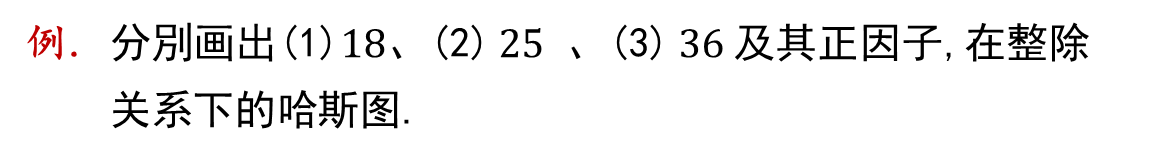 例. 分别画出(1)18、(2) 25 、(3) 36 及其正因子,在整除
关系下的哈斯图.